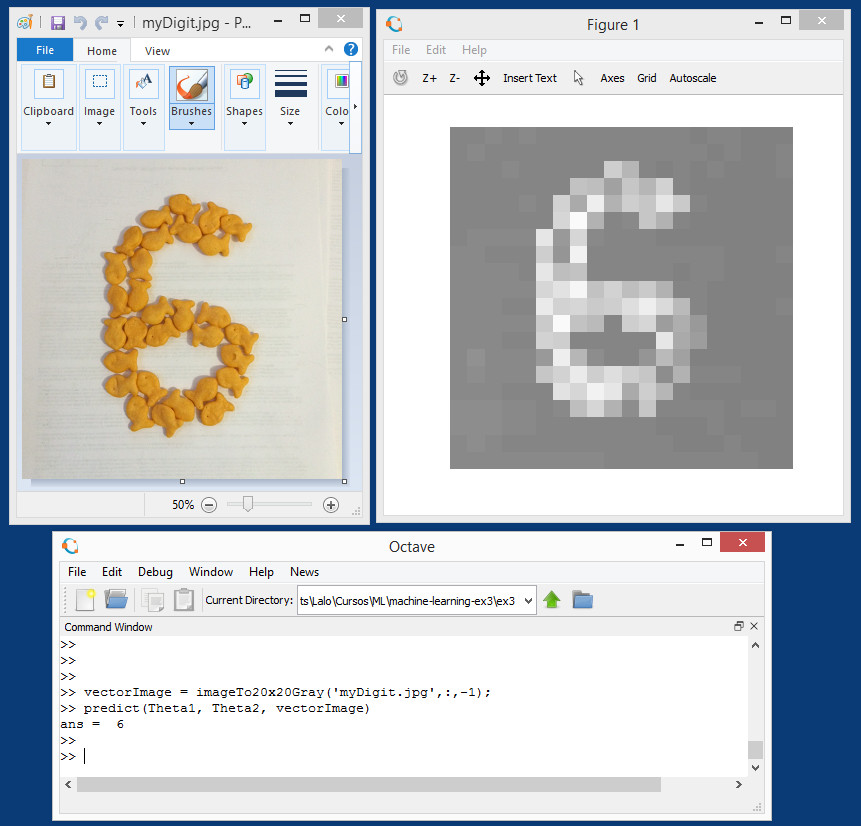 myDigit.jpg - P...
File Home View
Clipboard Image Tools Brushes Shapes Size Colo
50%
Figure 1
File Edit Help
Z+ Z- Insert Text Axes Grid Autoscale
6
Octave
File Edit Debug Window Help News
Current Directory: ts\Lalo\Cursos\ML\machine-learning-ex3\ex3
Command Window
>>
>>
>>
>> vectorImage = imageTo20x20Gray('myDigit.jpg',:,-1);
>> predict(Theta1, Theta2, vectorImage)
ans =  6
>>
>>